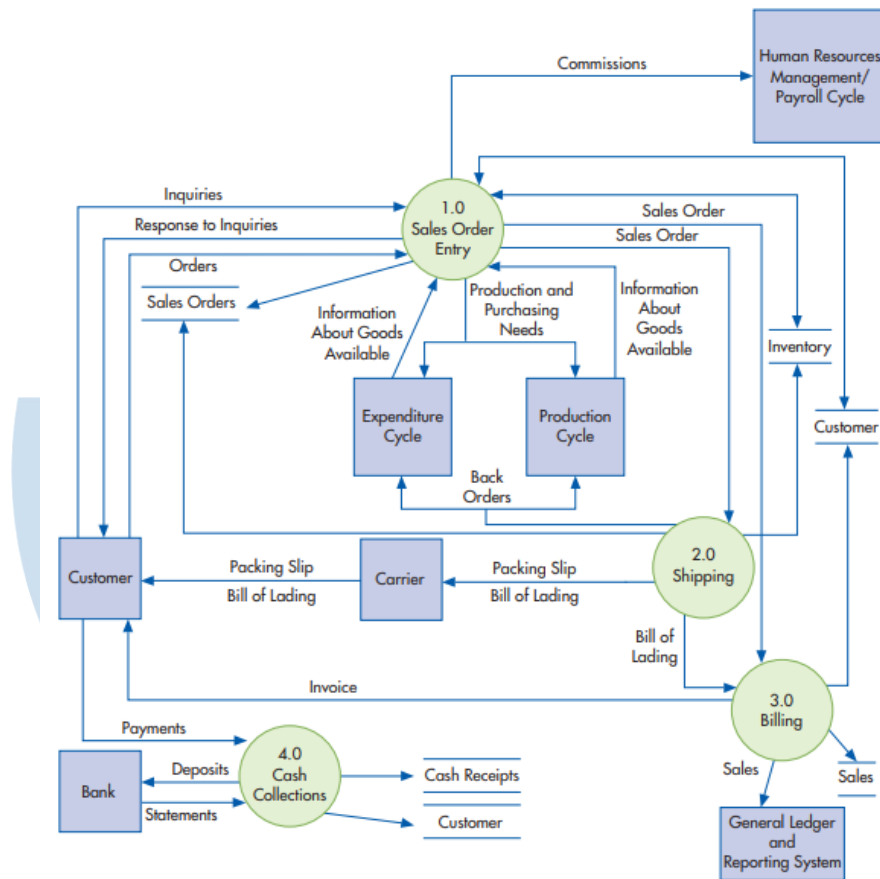 Human Resources
Management/
Payroll Cycle
Commissions
Inquiries
1.0
Sales Order
Entry
Sales Order
Response to Inquiries
Sales Order
Orders
Sales Orders
Information
About Goods
Available
Production and
Purchasing
Needs
Information
About
Goods
Available
Inventory
Expenditure
Cycle
Production
Cycle
Customer
Back
Orders
Customer
Packing Slip
Bill of Lading
Carrier
Packing Slip
Bill of Lading
2.0
Shipping
Bill of
Lading
Invoice
3.0
Billing
Payments
4.0
Cash
Collections
Bank
Deposits
Statements
Cash Receipts
Customer
Sales
Sales
General Ledger
and
Reporting System